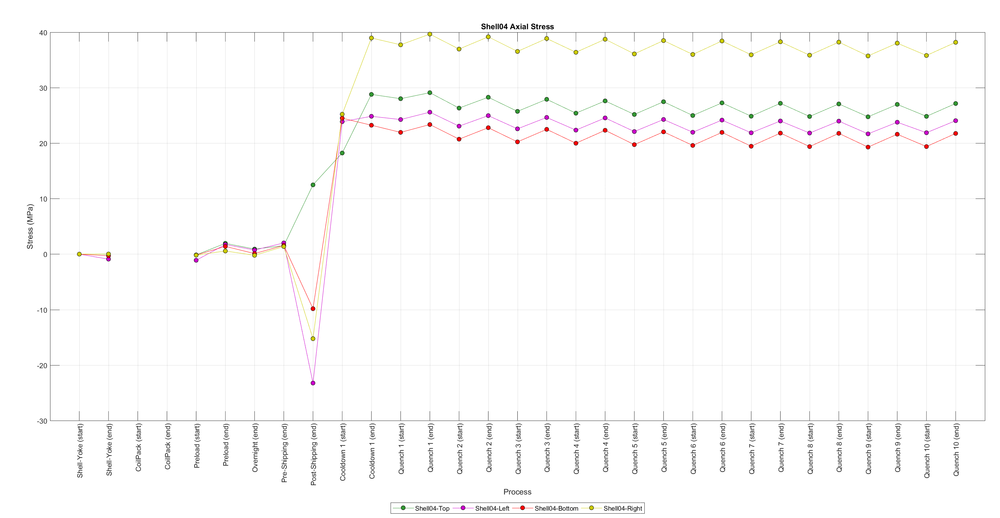 Shell04 Axial Stress
40
30
20
10
0
-10
-20
-30
Stress (MPa)
Shell-Yoke (start)
Shell-Yoke (end)
CoilPack (start)
CoilPack (end)
Preload (start)
Preload (end)
Overnight (end)
Pre-Shipping (end)
Post-Shipping (end)
Cooldown 1 (start)
Cooldown 1 (end)
Quench 1 (start)
Quench 1 (end)
Quench 2 (start)
Quench 2 (end)
Quench 3 (start)
Quench 3 (end)
Quench 4 (start)
Quench 4 (end)
Quench 5 (start)
Quench 5 (end)
Quench 6 (start)
Quench 6 (end)
Quench 7 (start)
Quench 7 (end)
Quench 8 (start)
Quench 8 (end)
Quench 9 (start)
Quench 9 (end)
Quench 10 (start)
Quench 10 (end)
Process
Shell04-Top Shell04-Left Shell04-Bottom Shell04-Right